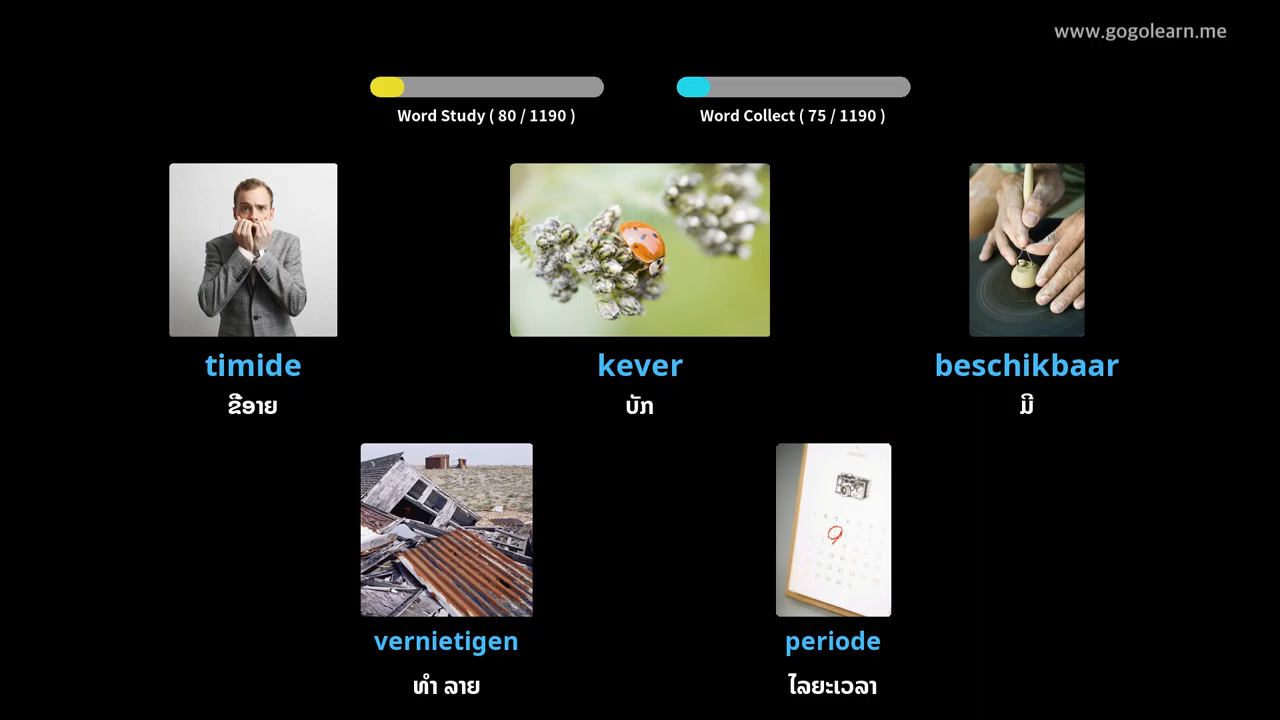 www.gogolearn.me
Word Study ( 80 / 1190 )
Word Collect ( 75 / 1190 )
timide
ຂີ້ອາຍ
kever
ບັກ
beschikbaar
ມີ
vernietigen
ທໍາ ລາຍ
periode
ໄລຍະເວລາ